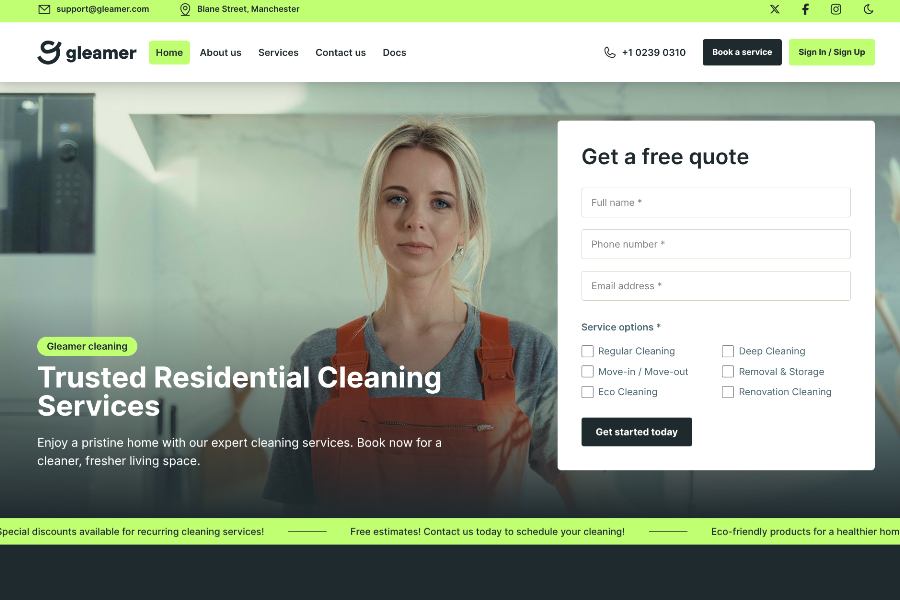 support@gleamer.com
Blane Street, Manchester
gleamer
Home
About us
Services
Contact us
Docs
+1 0239 0310
Book a service
Sign In / Sign Up
Get a free quote
Full name *
Phone number *
Email address *
Service options *
Regular Cleaning
Deep Cleaning
Move-in / Move-out
Removal & Storage
Eco Cleaning
Renovation Cleaning
Get started today
Gleamer cleaning
Trusted Residential Cleaning
Services
Enjoy a pristine home with our expert cleaning services. Book now for a
cleaner, fresher living space.
Special discounts available for recurring cleaning services!
Free estimates! Contact us today to schedule your cleaning!
Eco-friendly products for a healthier hom